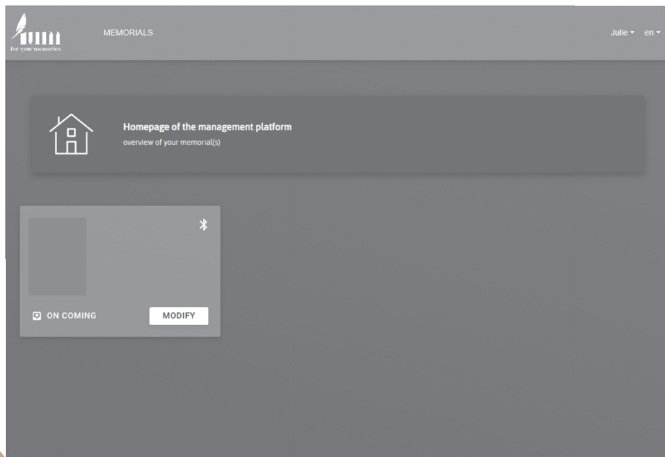 for your memories
MEMORIALS
Julie
en
Homepage of the management platform
overview of your memorial(s)
ON COMING
MODIFY